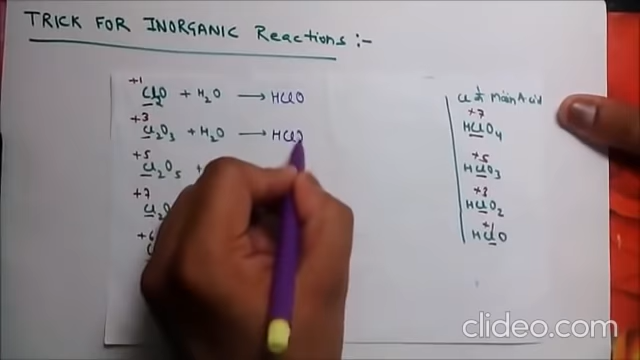 TRICK FOR INORGANIC Reactions :-
+1
Cl2O + H2O → HClO
+3
Cl2O3 + H2O → HClO
+5
Cl2O5 +
+7
Cl2O
+6
Cl के Main Acid
+7
HClO4
+5
HClO3
+3
HClO2
+1
HClO
clideo.com